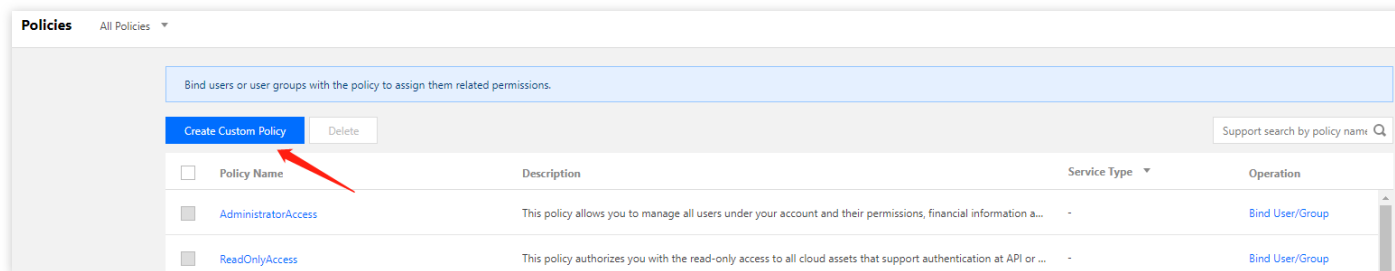 Policies All Policies
Bind users or user groups with the policy to assign them related permissions.
Create Custom Policy Delete Support search by policy name
Policy Name Description Service Type Operation
AdministratorAccess This policy allows you to manage all users under your account and their permissions, financial information a... - Bind User/Group
ReadOnlyAccess This policy authorizes you with the read-only access to all cloud assets that support authentication at API or ... - Bind User/Group